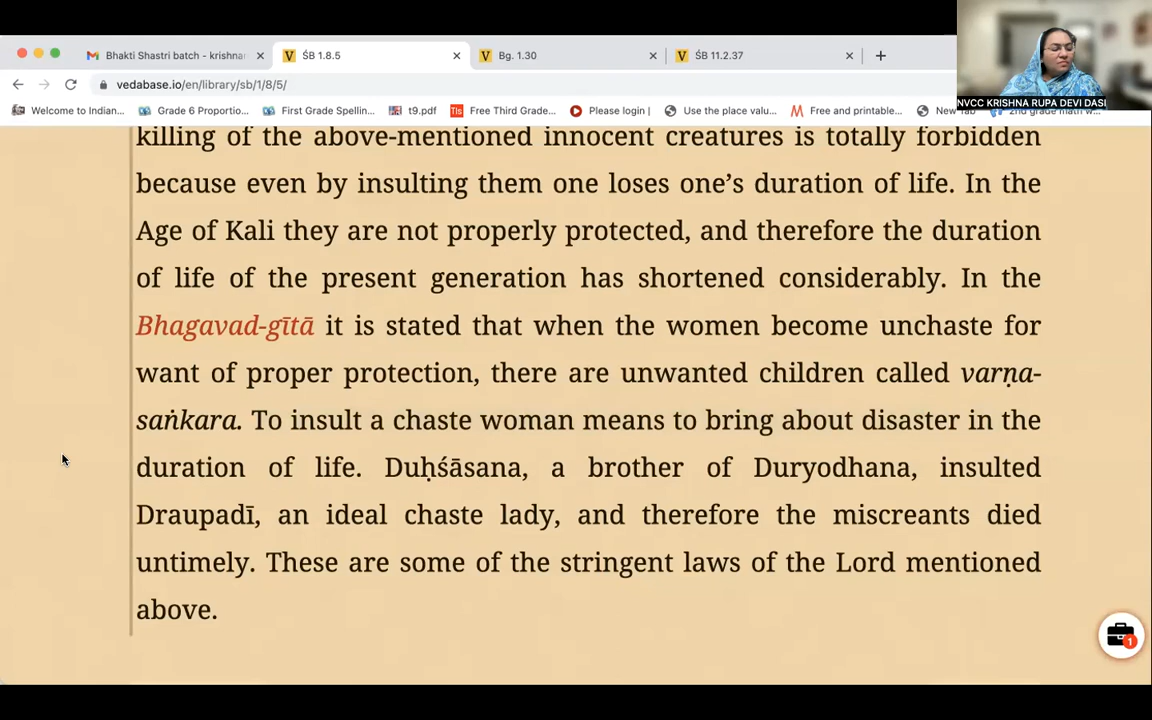 Bhakti Shastri batch - krishna
ŚB 1.8.5
Bg. 1.30
ŚB 11.2.37
vedabase.io/en/library/sb/1/8/5/
Welcome to Indian...
Grade 6 Proportio...
First Grade Spellin...
t9.pdf
Free Third Grade...
Please login |
Use the place valu...
Free and printable...
New Tab
2nd grade math w...
NVCC KRISHNA RUPA DEVI DASI
killing of the above-mentioned innocent creatures is totally forbidden
because even by insulting them one loses one’s duration of life. In the
Age of Kali they are not properly protected, and therefore the duration
of life of the present generation has shortened considerably. In the
Bhagavad-gītā it is stated that when the women become unchaste for
want of proper protection, there are unwanted children called varṇa-
saṅkara. To insult a chaste woman means to bring about disaster in the
duration of life. Duḥśāsana, a brother of Duryodhana, insulted
Draupadī, an ideal chaste lady, and therefore the miscreants died
untimely. These are some of the stringent laws of the Lord mentioned
above.
1